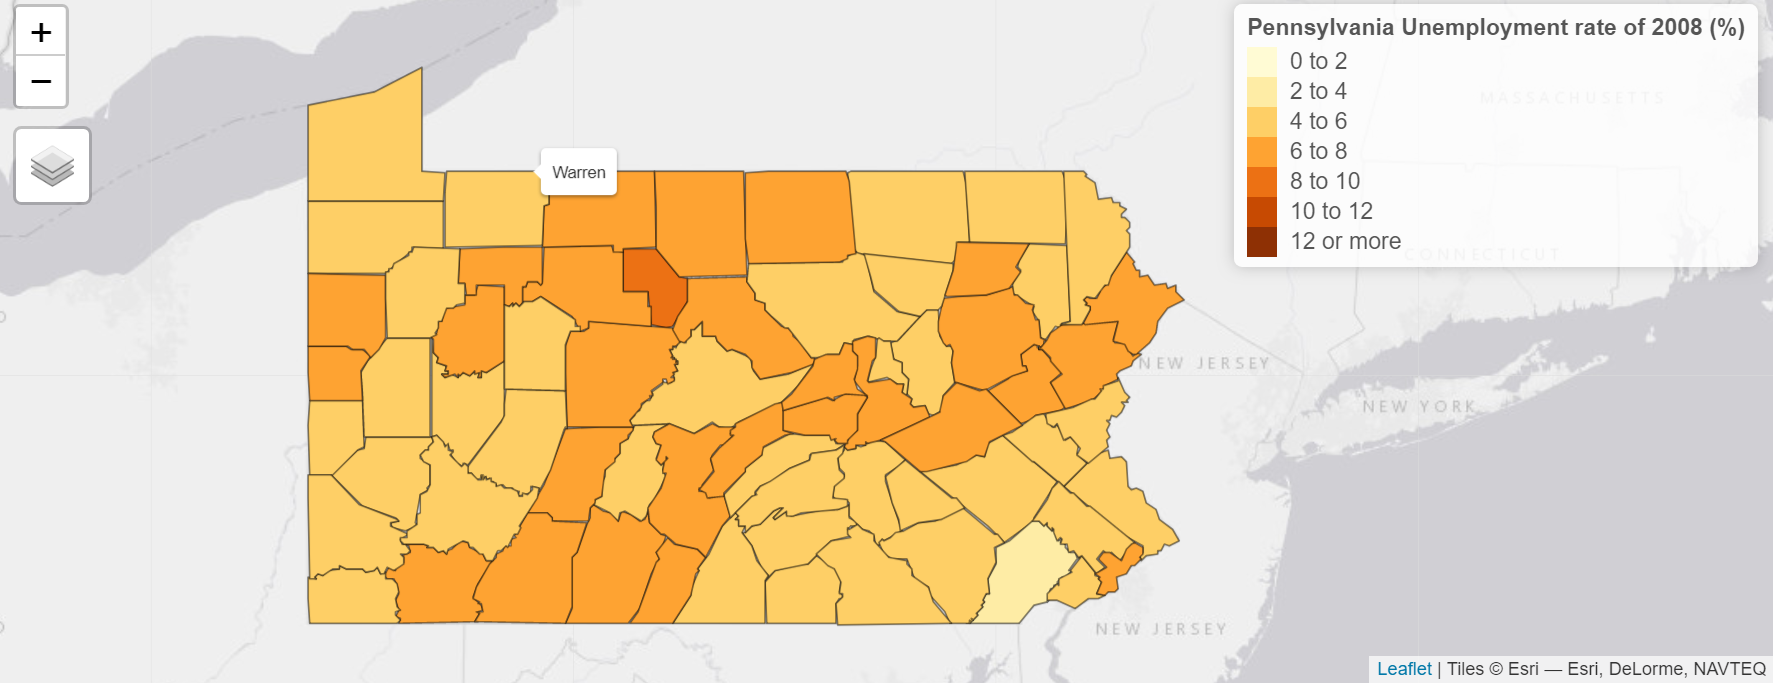 +
−
Warren
Pennsylvania Unemployment rate of 2008 (%)
0 to 2
2 to 4
4 to 6
6 to 8
8 to 10
10 to 12
12 or more
MASSACHUSETTS
CONNECTICUT
NEW JERSEY
NEW YORK
NEW JERSEY
Leaflet | Tiles © Esri — Esri, DeLorme, NAVTEQ